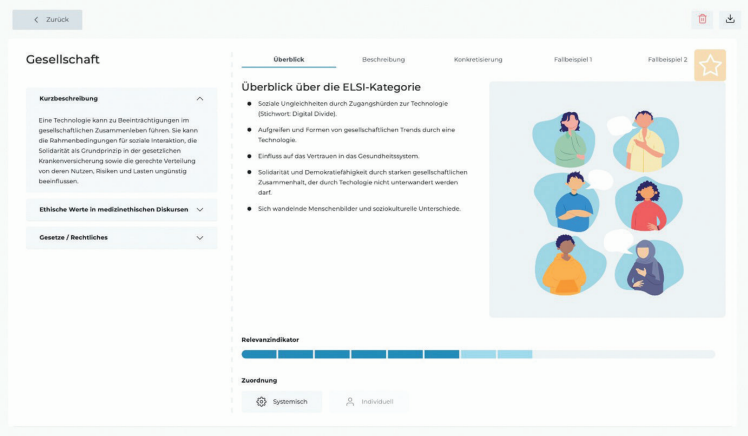 Zurück
Gesellschaft
Kurzbeschreibung
Eine Technologie kann zu Beeinträchtigungen im
gesellschaftlichen Zusammenleben führen. Sie kann
die Rahmenbedingungen für soziale Interaktion, die
Solidarität als Grundprinzip in der gesetzlichen
Krankenversicherung sowie die gerechte Verteilung
von deren Nutzen, Risiken und Lasten ungünstig
beeinflussen.
Ethische Werte in medizinethischen Diskursen
Gesetze / Rechtliches
Überblick
Beschreibung
Konkretisierung
Fallbeispiel 1
Fallbeispiel 2
Überblick über die ELSI-Kategorie
Soziale Ungleichheiten durch Zugangshürden zur Technologie
(Stichwort: Digital Divide).
Aufgreifen und Formen von gesellschaftlichen Trends durch eine
Technologie.
Einfluss auf das Vertrauen in das Gesundheitssystem.
Solidarität und Demokratiefähigkeit durch starken gesellschaftlichen
Zusammenhalt, der durch Techologie nicht unterwandert werden
darf.
Sich wandelnde Menschenbilder und soziokulturelle Unterschiede.
Relevanzindikator
Zuordnung
Systemisch
Individuell